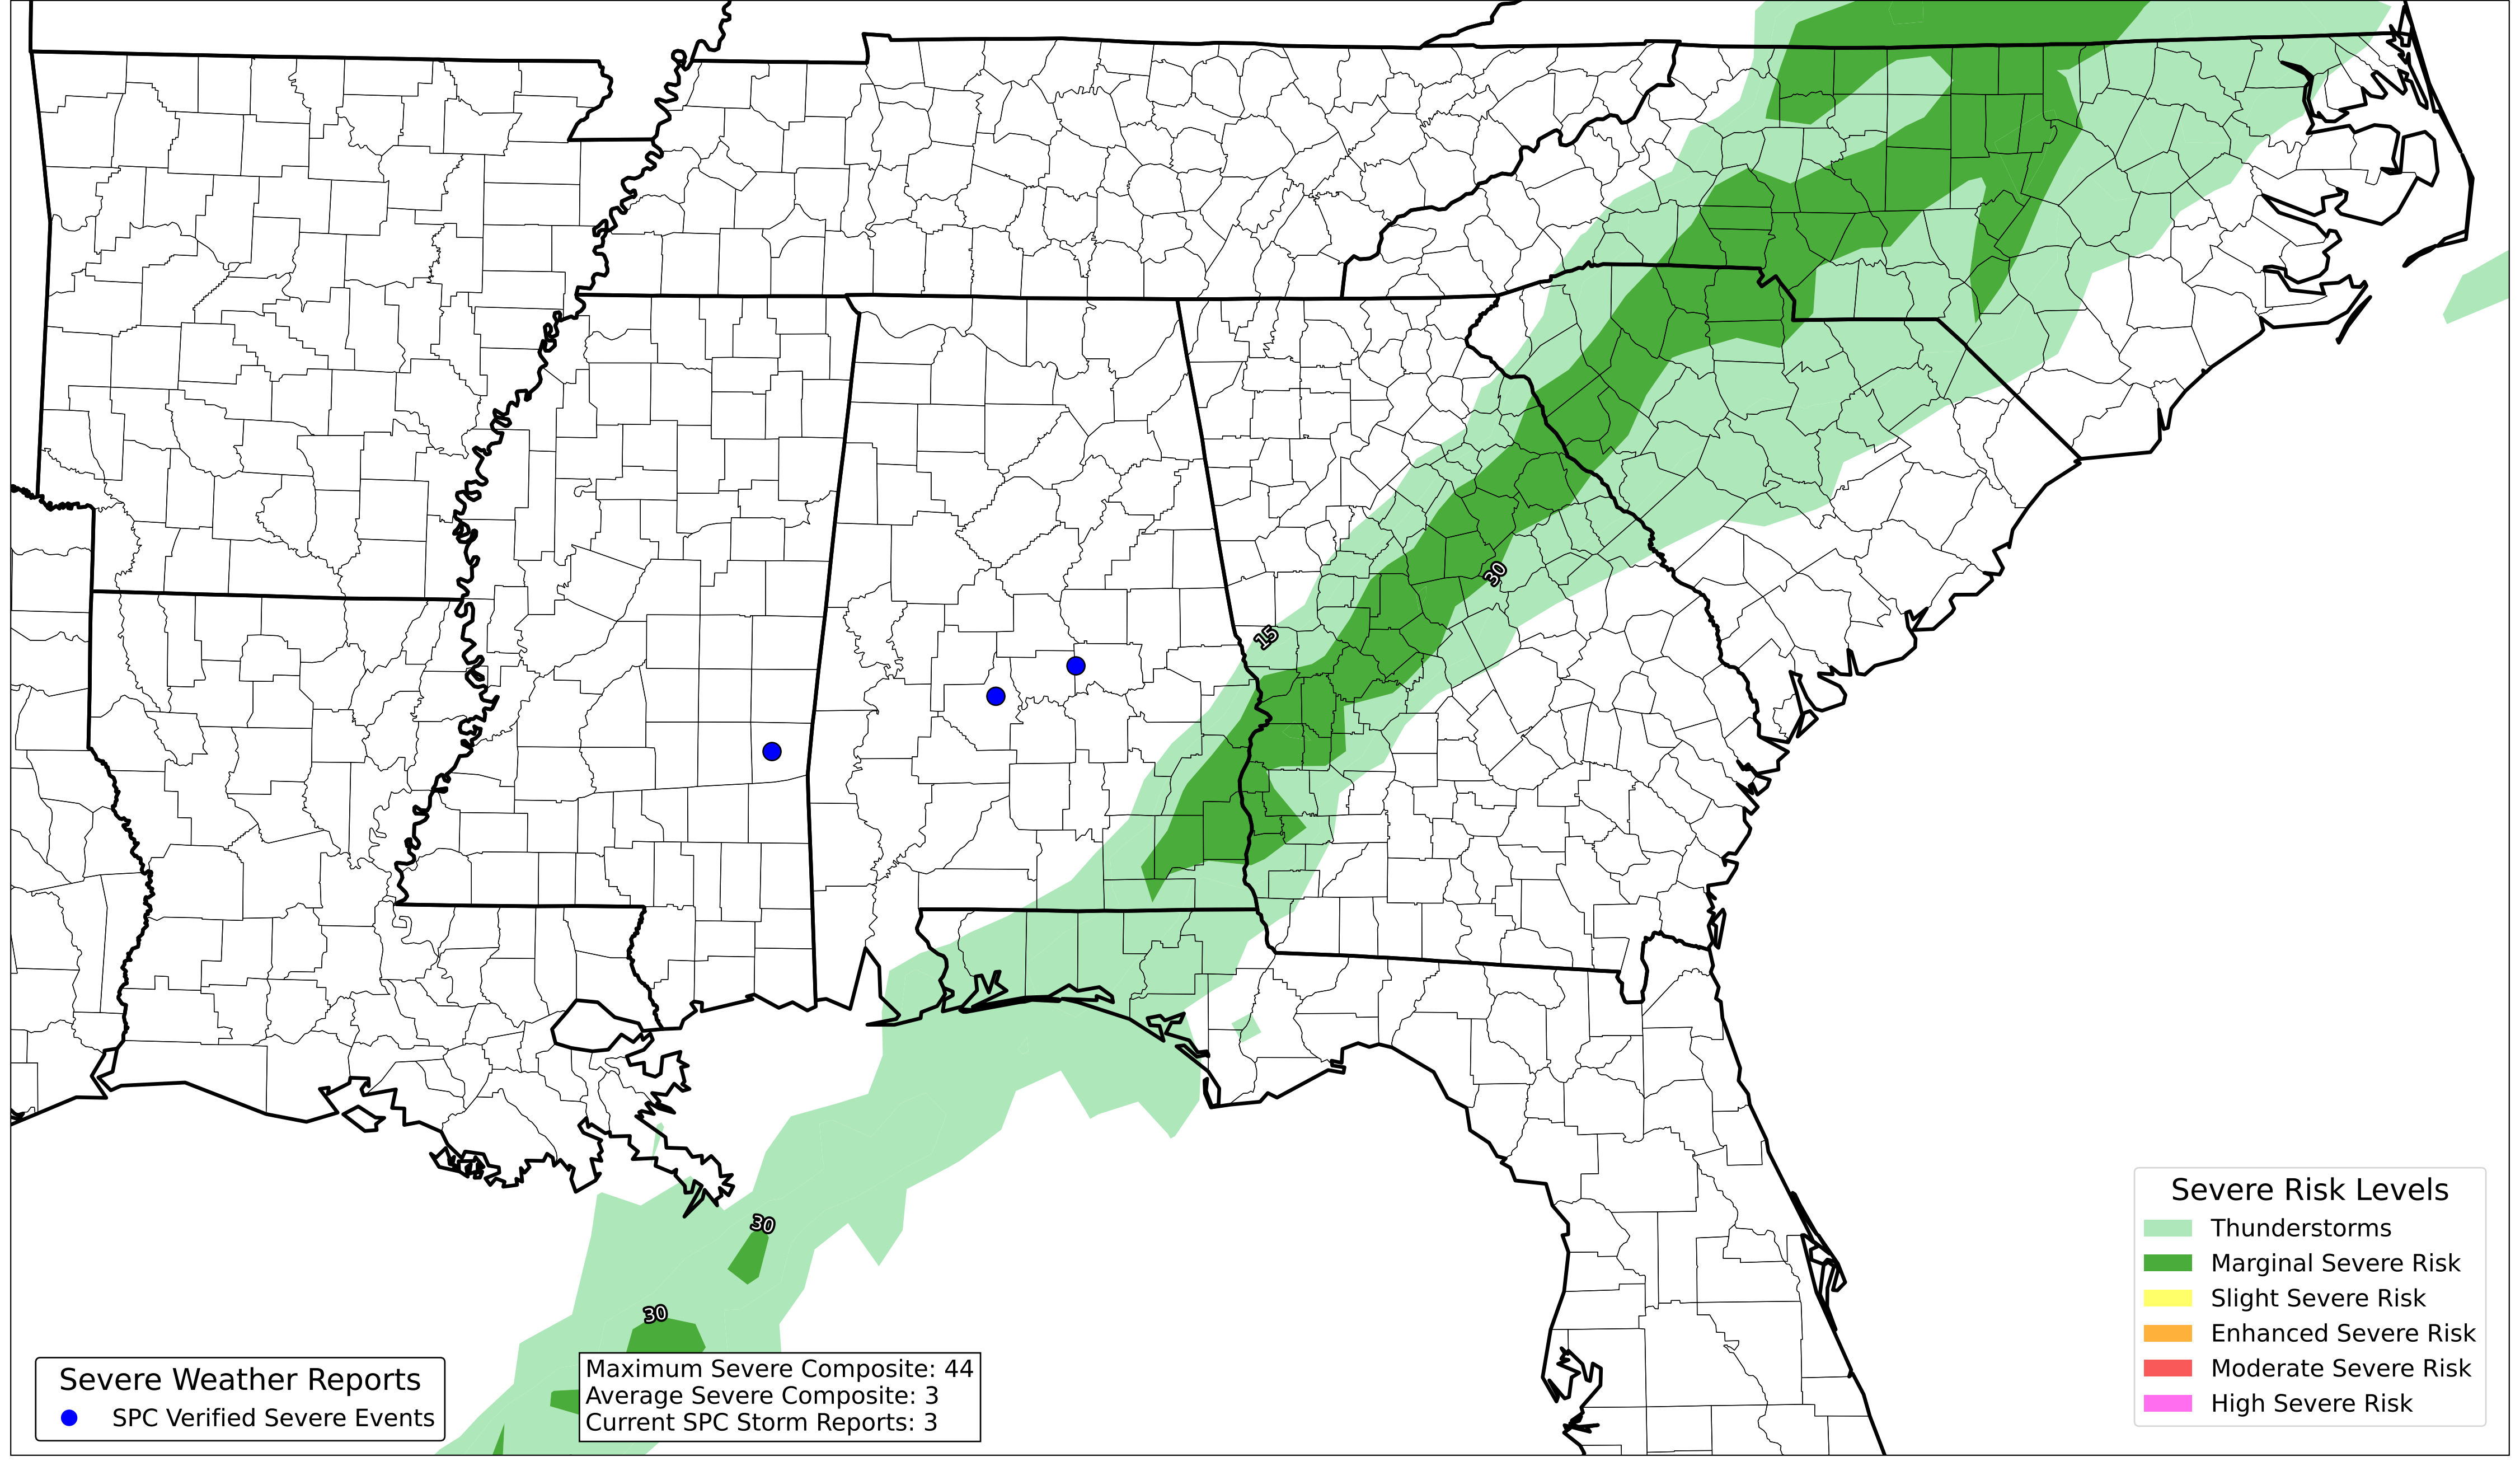 15
30
30
30
Severe Weather Reports
SPC Verified Severe Events
Maximum Severe Composite: 44
Average Severe Composite: 3
Current SPC Storm Reports: 3
Severe Risk Levels
Thunderstorms
Marginal Severe Risk
Slight Severe Risk
Enhanced Severe Risk
Moderate Severe Risk
High Severe Risk